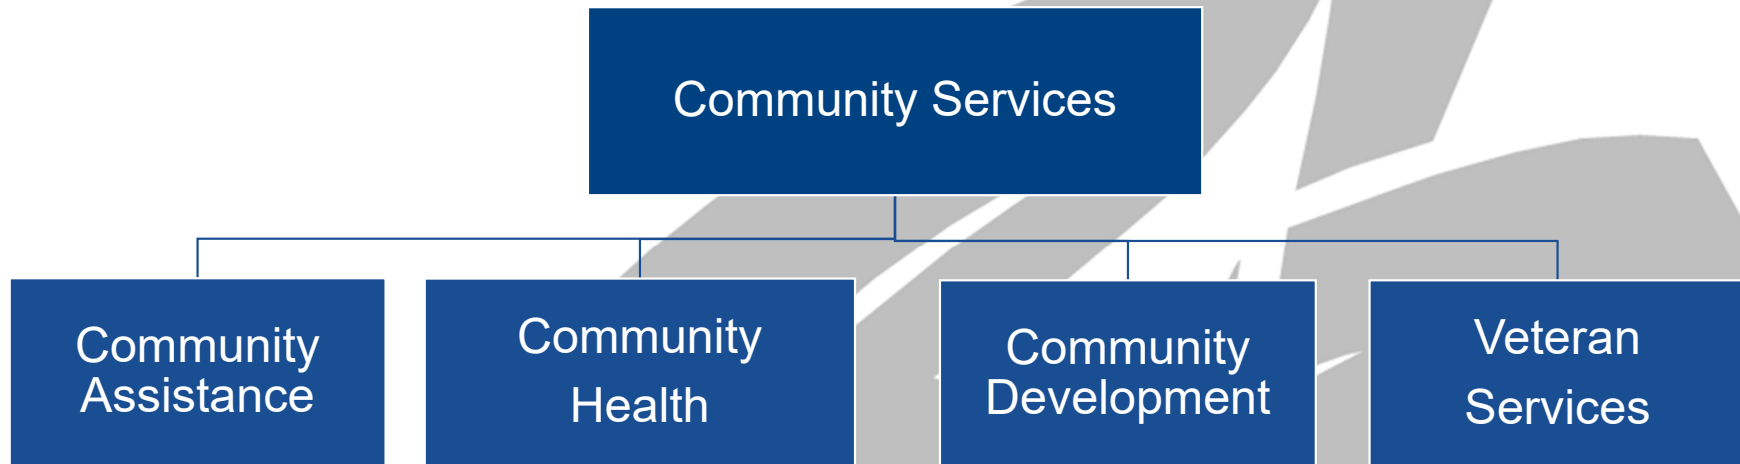 Community Services
Community
Assistance
Community
Health
Community
Development
Veteran
Services